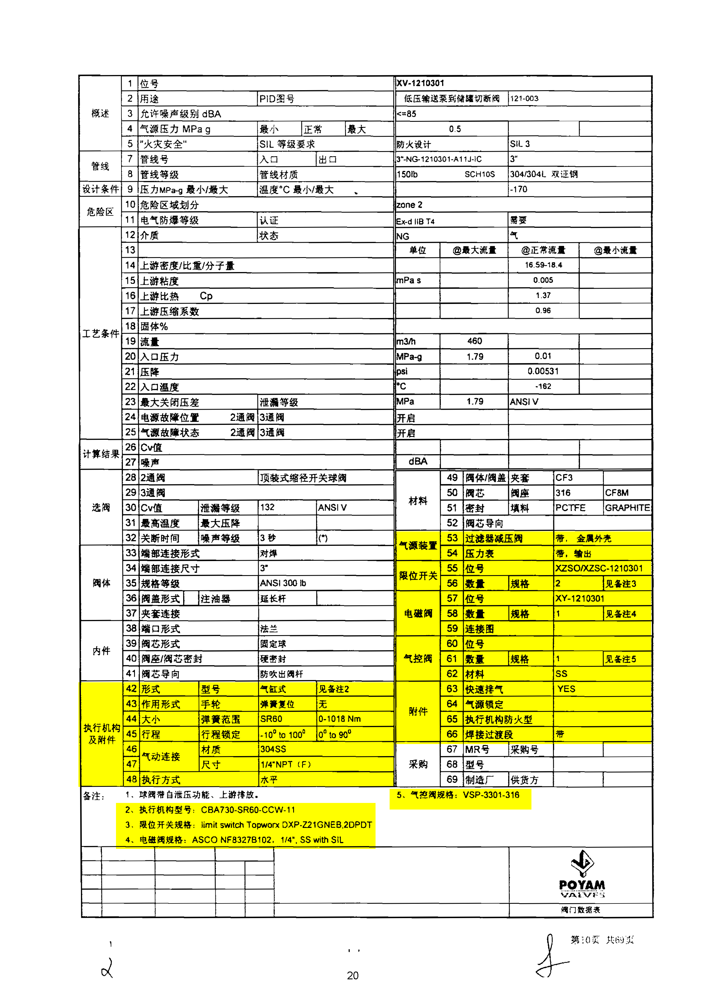 概述
1 位号 XV-1210301
2 用途 PID图号 低压输送泵到储罐切断阀 121-003
3 允许噪声级别 dBA <=85
4 气源压力 MPa g 最小 正常 最大 0.5
5 "火灾安全" SIL 等级要求 防火设计 SIL 3
管线
7 管线号 入口 出口 3"-NG-1210301-A11J-IC 3"
8 管线等级 管线材质 150lb SCH10S 304/304L 双证钢
设计条件 9 压力MPa-g 最小/最大 温度°C 最小/最大 -170
危险区
10 危险区域划分 zone 2
11 电气防爆等级 认证 Ex-d IIB T4 需要
工艺条件
12 介质 状态 NG 气
13 单位 @最大流量 @正常流量 @最小流量
14 上游密度/比重/分子量 16.59-18.4
15 上游粘度 mPa s 0.005
16 上游比热 Cp 1.37
17 上游压缩系数 0.96
18 固体%
19 流量 m3/h 460
20 入口压力 MPa-g 1.79 0.01
21 压降 psi 0.00531
22 入口温度 °C -162
23 最大关闭压差 泄漏等级 MPa 1.79 ANSI V
24 电源故障位置 2通阀 3通阀 开启
25 气源故障状态 2通阀 3通阀 开启
计算结果
26 Cv值
27 噪声 dBA
选阀
28 2通阀 顶装式缩径开关球阀
29 3通阀
30 Cv值 泄漏等级 132 ANSI V
31 最高温度 最大压降
32 关断时间 噪声等级 3 秒 (*)
阀体
33 端部连接形式 对焊
34 端部连接尺寸 3"
35 规格等级 ANSI 300 lb
36 阀盖形式 注油器 延长杆
37 夹套连接
内件
38 端口形式 法兰
39 阀芯形式 固定球
40 阀座/阀芯密封 硬密封
41 阀芯导向 防吹出阀杆
执行机构
及附件
42 形式 型号 气缸式 见备注2
43 作用形式 手轮 弹簧复位 无
44 大小 弹簧范围 SR60 0-1018 Nm
45 行程 行程锁定 -10⁰ to 100⁰ 0⁰ to 90⁰
46 气动连接 材质 304SS
47 尺寸 1/4"NPT（F）
48 执行方式 水平
材料
49 阀体/阀盖 夹套 CF3
50 阀芯 阀座 316 CF8M
51 密封 填料 PCTFE GRAPHITE
52 阀芯导向
气源装置
53 过滤器减压阀 带， 金属外壳
54 压力表 带，输出
限位开关
55 位号 XZSO/XZSC-1210301
56 数量 规格 2 见备注3
电磁阀
57 位号 XY-1210301
58 数量 规格 1 见备注4
59 连接图
气控阀
60 位号
61 数量 规格 1 见备注5
62 材料 SS
附件
63 快速排气 YES
64 气源锁定
65 执行机构防火型
66 焊接过渡段 带
采购
67 MR号 采购号
68 型号
69 制造厂 供货方
备注： 1、球阀带自泄压功能、上游排放。
2、执行机构型号：CBA730-SR60-CCW-11
3、限位开关规格：limit switch Topworx DXP-Z21GNEB,2DPDT
4、电磁阀规格：ASCO NF8327B102，1/4", SS with SIL
5、气控阀规格：VSP-3301-316
POYAM
VALVES
阀门数据表
第10页 共69页
20